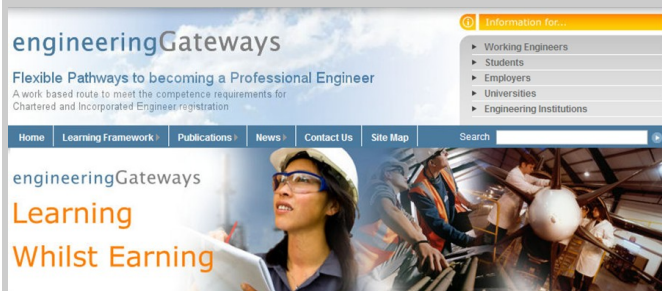 engineeringGateways
Flexible Pathways to becoming a Professional Engineer
A work based route to meet the competence requirements for
Chartered and Incorporated Engineer registration
Information for...
Working Engineers
Students
Employers
Universities
Engineering Institutions
Home Learning Framework Publications News Contact Us Site Map Search
engineeringGateways
Learning
Whilst Earning